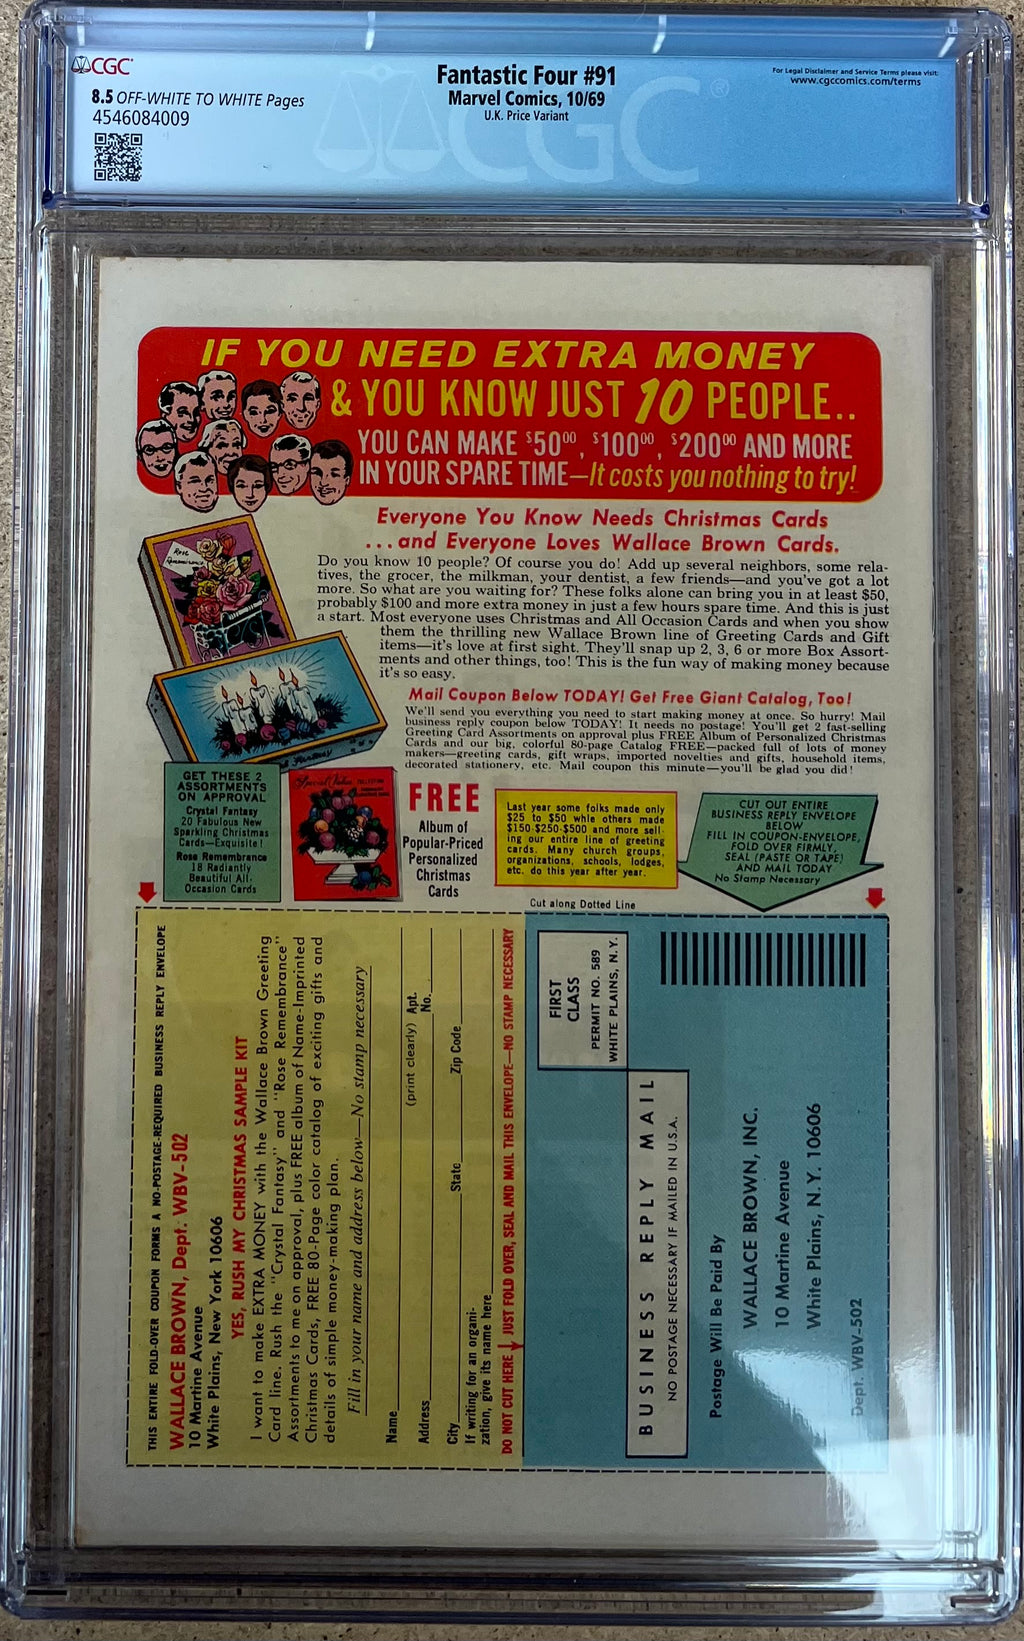 CGC
8.5 OFF-WHITE TO WHITE Pages
4546084009
Fantastic Four #91
Marvel Comics, 10/69
U.K. Price Variant
For Legal Disclaimer and Service Terms please visit:
www.cgccomics.com/terms
CGC®
IF YOU NEED EXTRA MONEY
& YOU KNOW JUST 10 PEOPLE..
YOU CAN MAKE $50⁰⁰, $100⁰⁰, $200⁰⁰ AND MORE
IN YOUR SPARE TIME—It costs you nothing to try!
Everyone You Know Needs Christmas Cards
...and Everyone Loves Wallace Brown Cards.
Rose
Remembrance
Do you know 10 people? Of course you do! Add up several neighbors, some rela-
tives, the grocer, the milkman, your dentist, a few friends—and you've got a lot
more. So what are you waiting for? These folks alone can bring you in at least $50,
probably $100 and more extra money in just a few hours spare time. And this is just
a start. Most everyone uses Christmas and All Occasion Cards and when you show
them the thrilling new Wallace Brown line of Greeting Cards and Gift
items—it's love at first sight. They'll snap up 2, 3, 6 or more Box Assort-
ments and other things, too! This is the fun way of making money because
it's so easy.
Mail Coupon Below TODAY! Get Free Giant Catalog, Too!
We'll send you everything you need to start making money at once. So hurry! Mail
business reply coupon below TODAY! It needs no postage! You'll get 2 fast-selling
Greeting Card Assortments on approval plus FREE Album of Personalized Christmas
Cards and our big, colorful 80-page Catalog FREE—packed full of lots of money
makers—greeting cards, gift wraps, imported novelties and gifts, household items,
decorated stationery, etc. Mail coupon this minute—you'll be glad you did!
Fantasy
GET THESE 2
ASSORTMENTS
ON APPROVAL
Crystal Fantasy
20 Fabulous New
Sparkling Christmas
Cards—Exquisite!
Rose Remembrance
18 Radiantly
Beautiful All-
Occasion Cards
Special Value
FREE
Album of
Popular-Priced
Personalized
Christmas
Cards
Last year some folks made only
$25 to $50 while others made
$150-$250-$500 and more sell-
ing our entire line of greeting
cards. Many church groups,
organizations, schools, lodges,
etc. do this year after year.
CUT OUT ENTIRE
BUSINESS REPLY ENVELOPE
BELOW
FILL IN COUPON-ENVELOPE,
FOLD OVER FIRMLY,
SEAL (PASTE OR TAPE)
AND MAIL TODAY
No Stamp Necessary
Cut along Dotted Line
THIS ENTIRE FOLD-OVER COUPON FORMS A NO-POSTAGE-REQUIRED BUSINESS REPLY ENVELOPE
WALLACE BROWN, Dept. WBV-502
10 Martine Avenue
White Plains, New York 10606
YES, RUSH MY CHRISTMAS SAMPLE KIT
I want to make EXTRA MONEY with the Wallace Brown Greeting
Card line. Rush the "Crystal Fantasy" and "Rose Remembrance"
Assortments to me on approval, plus FREE album of Name-Imprinted
Christmas Cards, FREE 80-Page color catalog of exciting gifts and
details of simple money-making plan.
Fill in your name and address below—No stamp necessary
Name
(print clearly)
Address
Apt.
No.
City
State
Zip Code
If writing for an organi-
zation, give its name here
DO NOT CUT HERE JUST FOLD OVER, SEAL AND MAIL THIS ENVELOPE—NO STAMP NECESSARY
FIRST
CLASS
PERMIT NO. 589
WHITE PLAINS, N.Y.
BUSINESS REPLY MAIL
NO POSTAGE NECESSARY IF MAILED IN U.S.A.
Postage Will Be Paid By
WALLACE BROWN, INC.
10 Martine Avenue
White Plains, N.Y. 10606
Dept. WBV-502